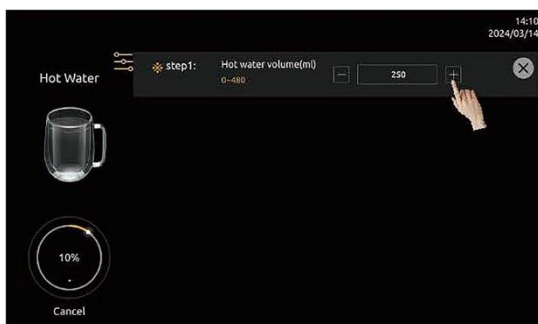 14:10
2024/03/14
Hot Water
step1:
Hot water volume(ml)
0~480
250
10%
Cancel